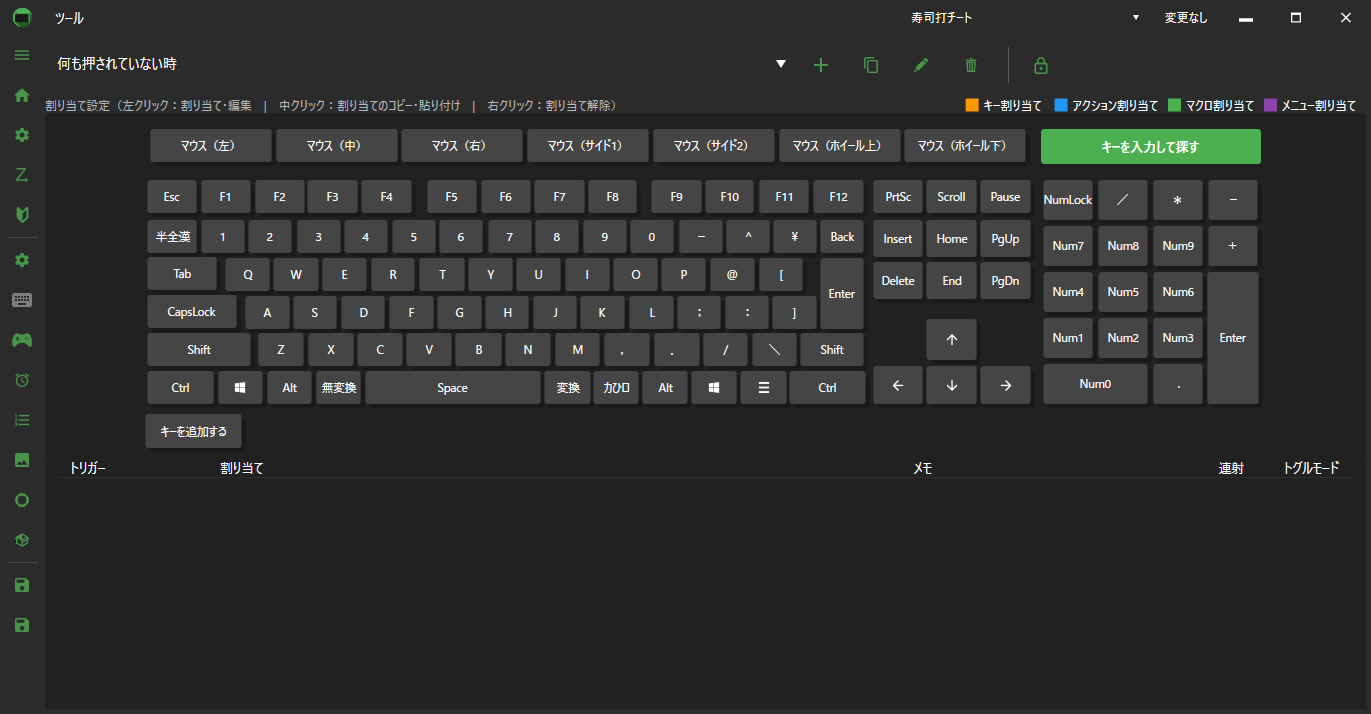 ツール 寿司打チート 変更なし
何も押されていない時
割り当て設定（左クリック：割り当て・編集 | 中クリック：割り当てのコピー・貼り付け | 右クリック：割り当て解除） キー割り当て アクション割り当て マクロ割り当て メニュー割り当て
マウス（左） マウス（中） マウス（右） マウス（サイド1） マウス（サイド2） マウス（ホイール上） マウス（ホイール下） キーを入力して探す
Esc F1 F2 F3 F4 F5 F6 F7 F8 F9 F10 F11 F12 PrtSc Scroll Pause NumLock ／ * −
半全漢 1 2 3 4 5 6 7 8 9 0 − ^ ¥ Back Insert Home PgUp Num7 Num8 Num9 +
Tab Q W E R T Y U I O P @ [ Enter Delete End PgDn Num4 Num5 Num6 Enter
CapsLock A S D F G H J K L ; : ]
Shift Z X C V B N M , . / ＼ Shift ↑ Num1 Num2 Num3
Ctrl Alt 無変換 Space 変換 カひロ Alt ☰ Ctrl ← ↓ → Num0 .
キーを追加する
トリガー 割り当て メモ 連射 トグルモード